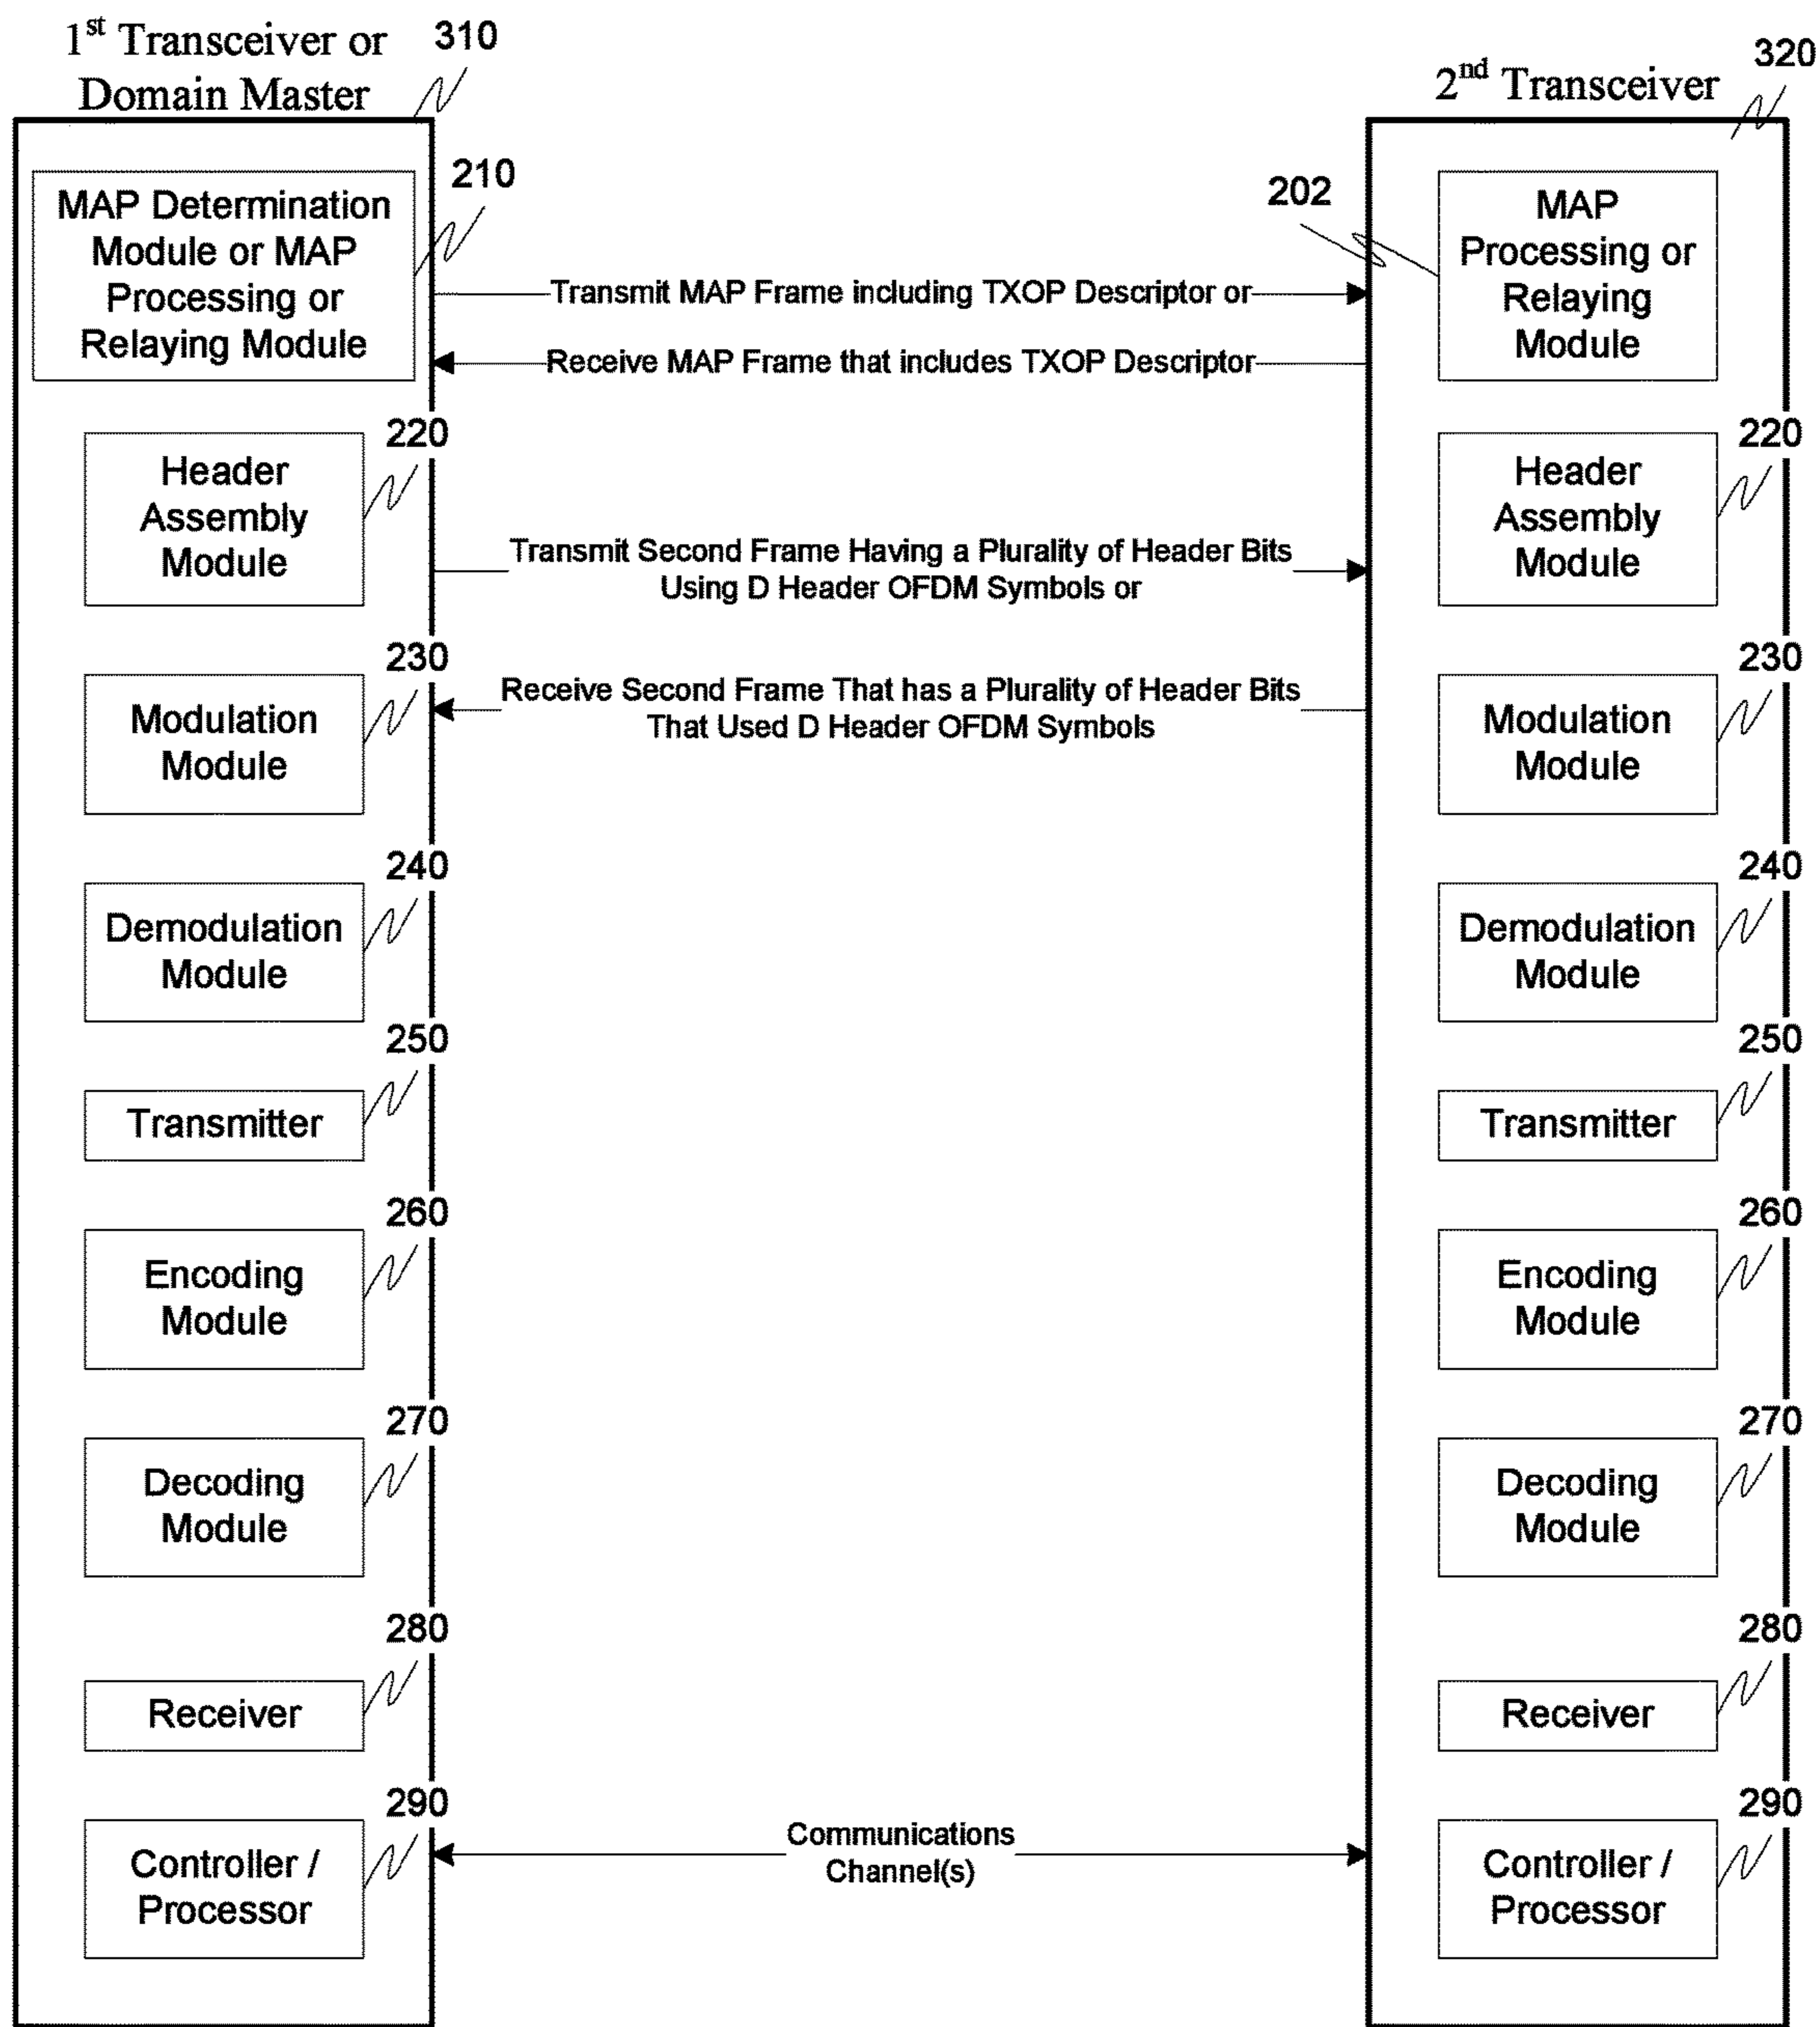 1st Transceiver or
Domain Master
310
2nd Transceiver
320
MAP Determination
Module or MAP
Processing or
Relaying Module
210
202
MAP
Processing or
Relaying
Module
Transmit MAP Frame including TXOP Descriptor or
Receive MAP Frame that includes TXOP Descriptor
Header
Assembly
Module
220
Transmit Second Frame Having a Plurality of Header Bits
Using D Header OFDM Symbols or
Header
Assembly
Module
220
Modulation
Module
230
Receive Second Frame That has a Plurality of Header Bits
That Used D Header OFDM Symbols
Modulation
Module
230
Demodulation
Module
240
Demodulation
Module
240
Transmitter
250
Transmitter
250
Encoding
Module
260
Encoding
Module
260
Decoding
Module
270
Decoding
Module
270
Receiver
280
Receiver
280
Controller /
Processor
290
Communications
Channel(s)
Controller /
Processor
290